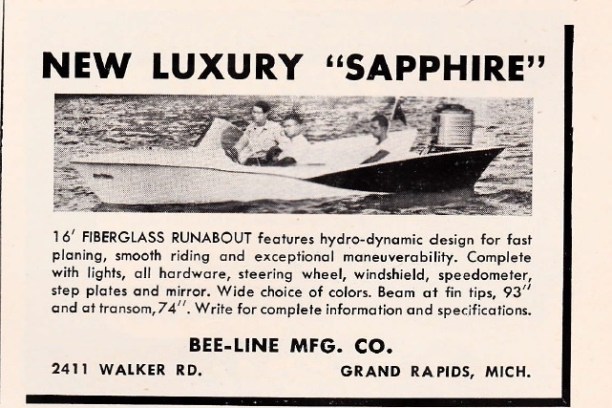 NEW LUXURY "SAPPHIRE"
16' FIBERGLASS RUNABOUT features hydro-dynamic design for fast
planing, smooth riding and exceptional maneuverability. Complete
with lights, all hardware, steering wheel, windshield, speedometer,
step plates and mirror. Wide choice of colors. Beam at fin tips, 93''
and at transom, 74''. Write for complete information and specifications.
BEE-LINE MFG. CO.
2411 WALKER RD. GRAND RAPIDS, MICH.